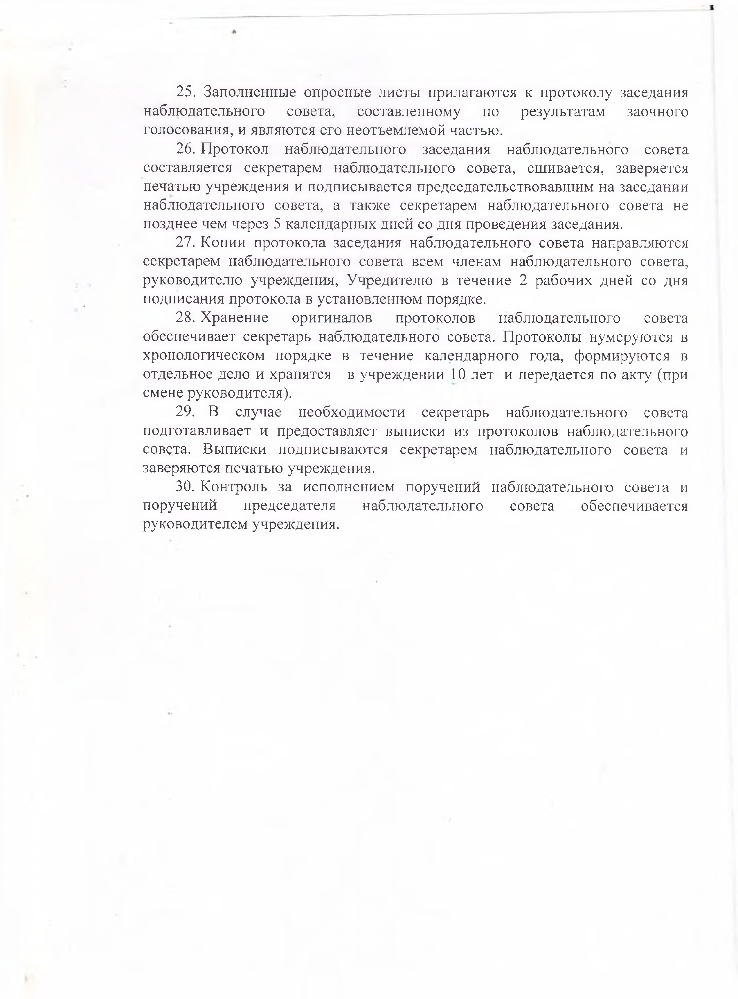 25. Заполненные опросные листы прилагаются к протоколу заседания
наблюдательного совета, составленному по результатам заочного
голосования, и являются его неотъемлемой частью.
26. Протокол наблюдательного заседания наблюдательного совета
составляется секретарем наблюдательного совета, сшивается, заверяется
печатью учреждения и подписывается председательствовавшим на заседании
наблюдательного совета, а также секретарем наблюдательного совета не
позднее чем через 5 календарных дней со дня проведения заседания.
27. Копии протокола заседания наблюдательного совета направляются
секретарем наблюдательного совета всем членам наблюдательного совета,
руководителю учреждения, Учредителю в течение 2 рабочих дней со дня
подписания протокола в установленном порядке.
28. Хранение оригиналов протоколов наблюдательного совета
обеспечивает секретарь наблюдательного совета. Протоколы нумеруются в
хронологическом порядке в течение календарного года, формируются в
отдельное дело и хранятся в учреждении 10 лет и передается по акту (при
смене руководителя).
29. В случае необходимости секретарь наблюдательного совета
подготавливает и предоставляет выписки из протоколов наблюдательного
совета. Выписки подписываются секретарем наблюдательного совета и
заверяются печатью учреждения.
30. Контроль за исполнением поручений наблюдательного совета и
поручений председателя наблюдательного совета обеспечивается
руководителем учреждения.